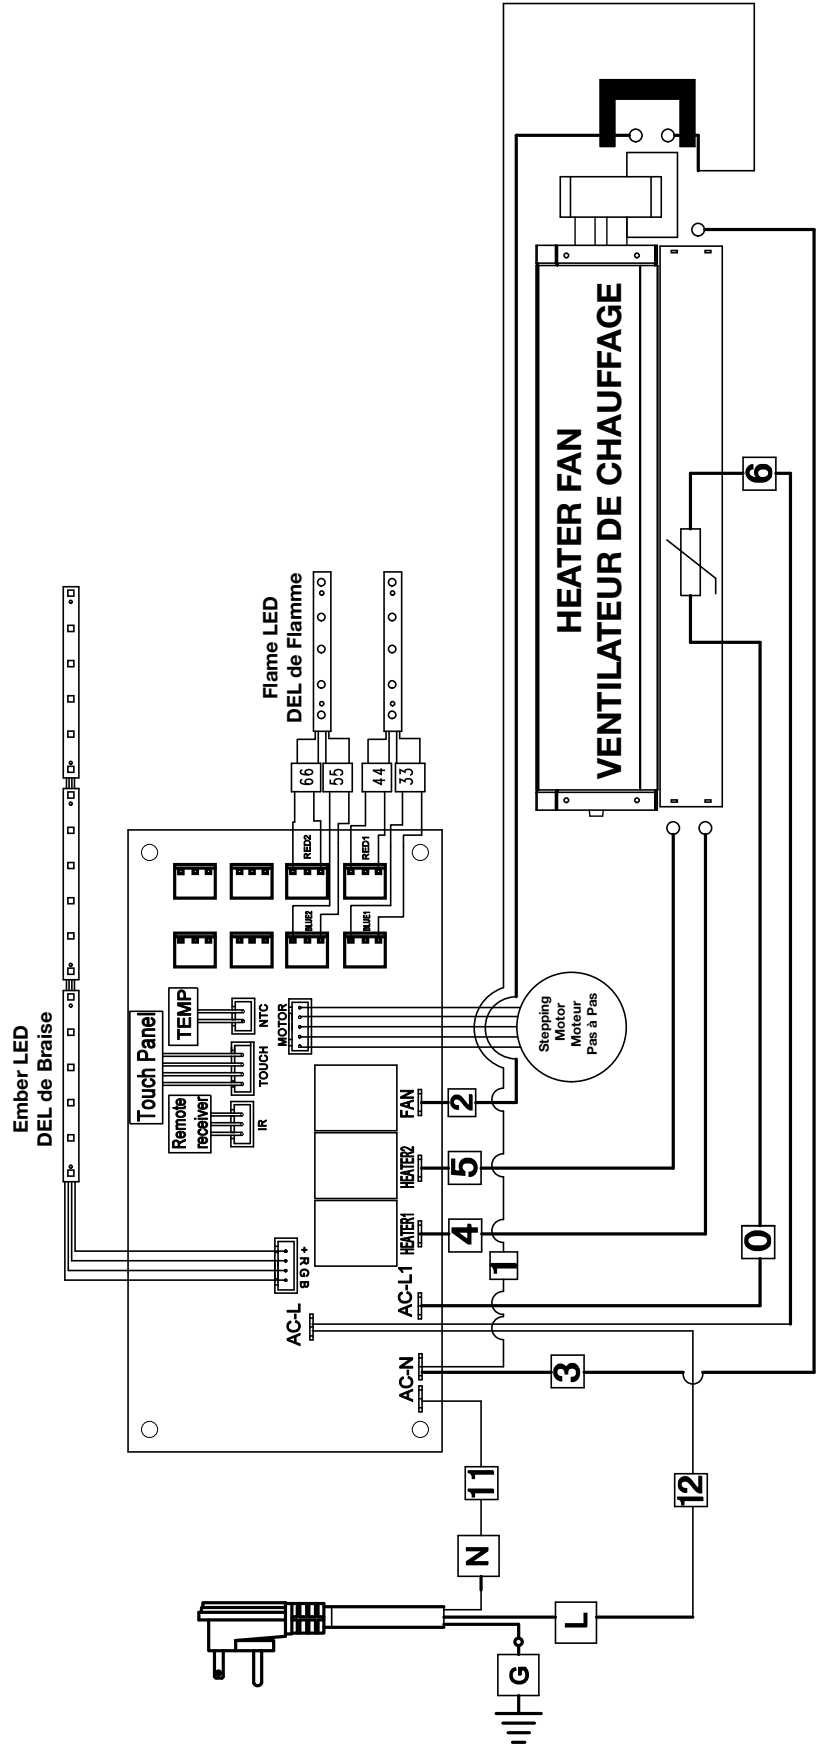 Ember LED
DEL de Braise
Flame LED
DEL de Flamme
66
55
44
33
RED2
RED1
BLUE2
BLUE1
Touch Panel
TEMP
Remote
receiver
NTC
TOUCH
IR
MOTOR
Stepping
Motor
Moteur
Pas à Pas
HEATER FAN
VENTILATEUR DE CHAUFFAGE
+ R G B
FAN
HEATER2
HEATER1
AC-L1
AC-L
AC-N
2
5
4
1
0
6
3
11
12
N
L
G